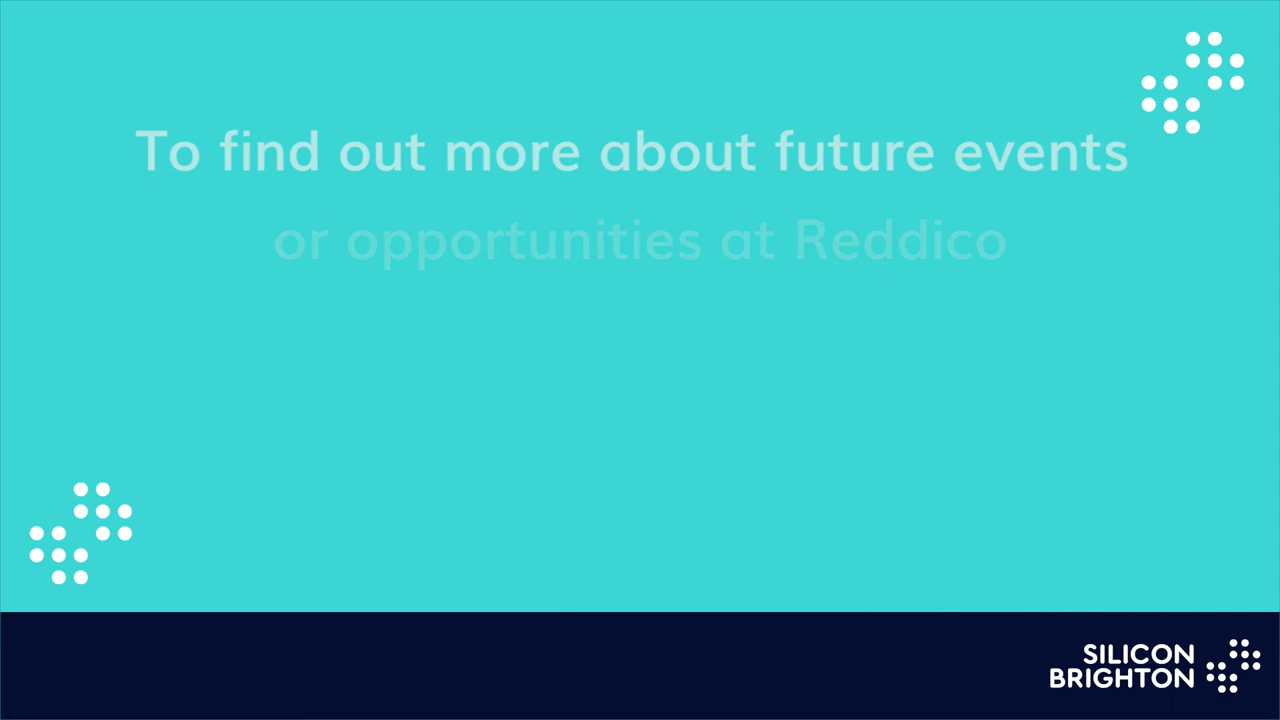 To find out more about future events
or opportunities at Reddico
SILICON
BRIGHTON